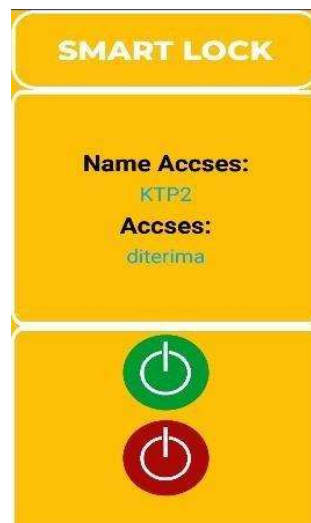 SMART LOCK
Name Accses:
KTP2
Accses:
diterima